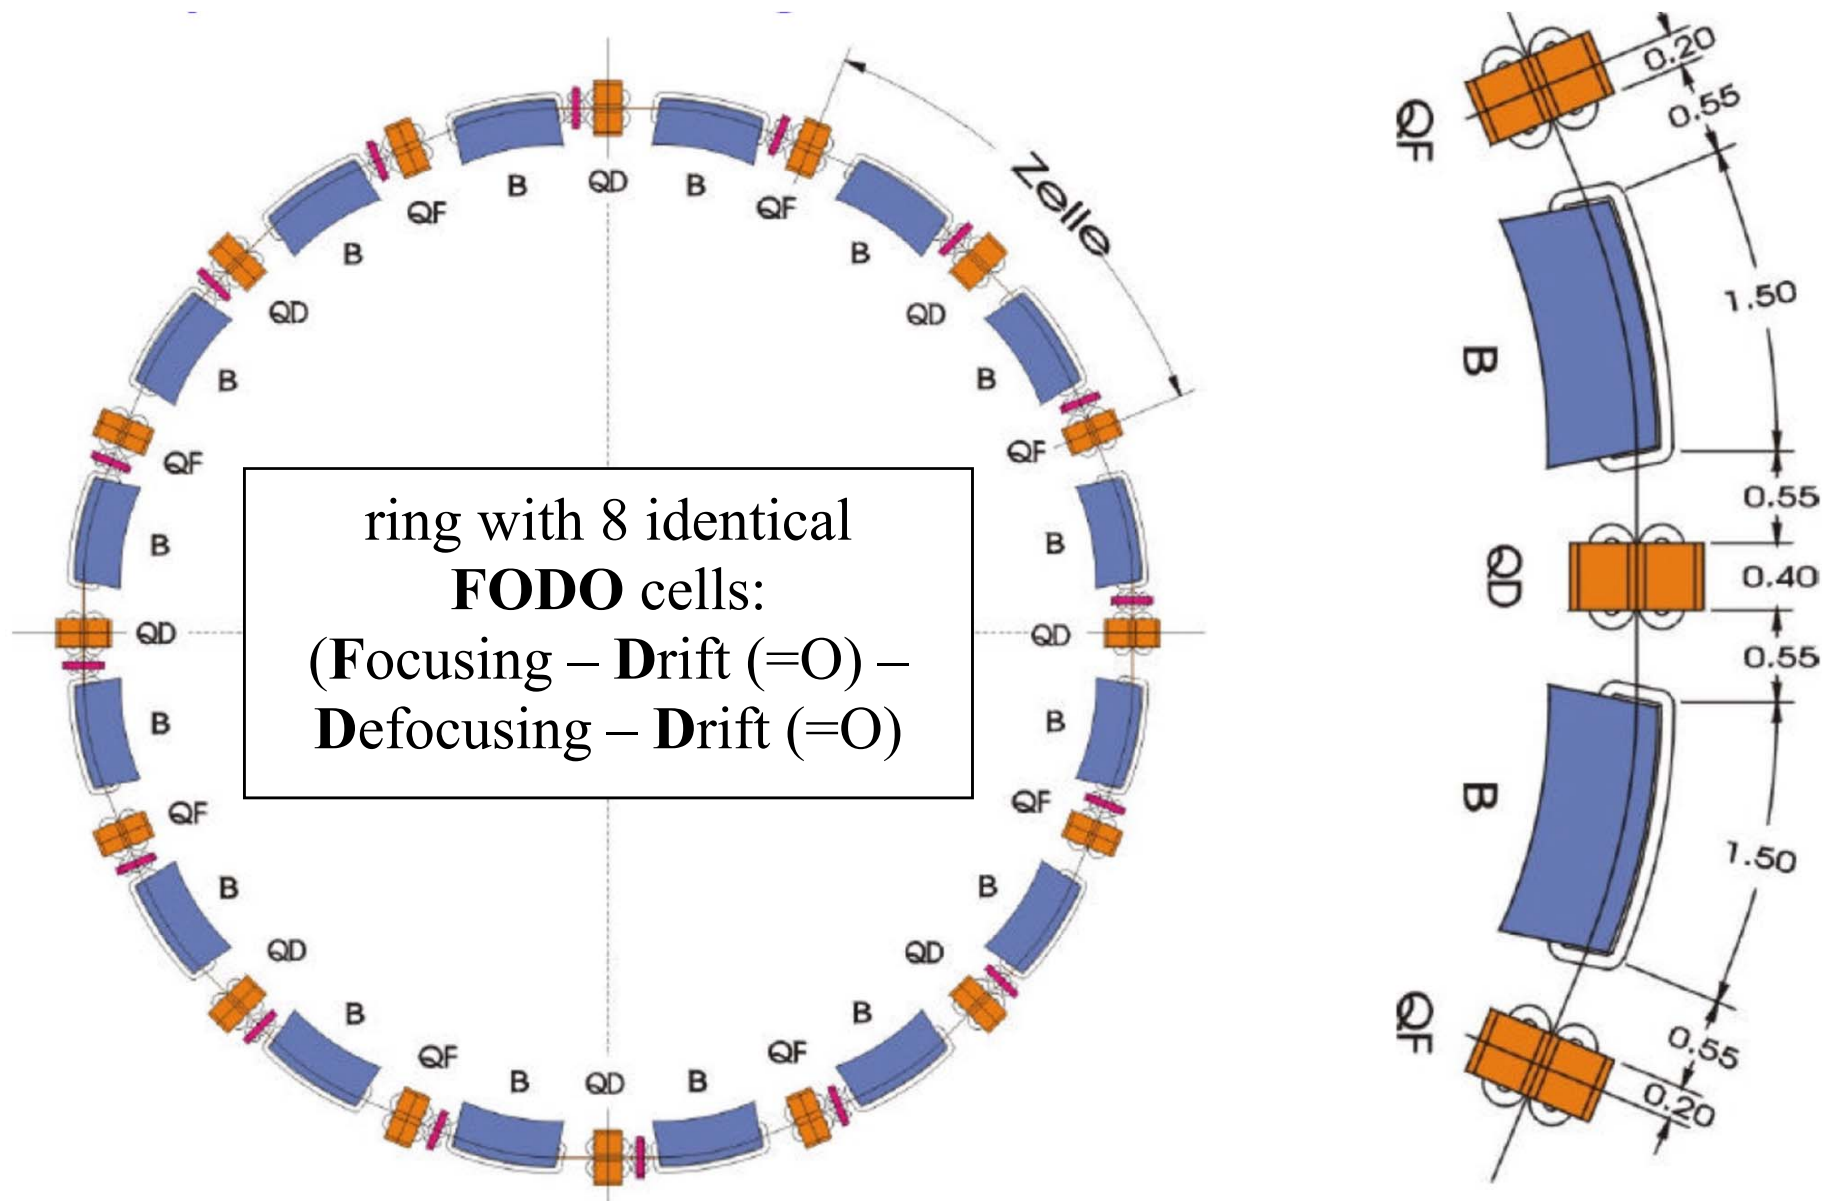 B
QD
B
QF
QF
B
B
Zelle
QD
QD
B
B
QF
QF
B
B
QD
QD
B
B
QF
QF
B
B
QD
QD
B
B
QF
QF
B
QD
B
ring with 8 identical
FODO cells:
(Focusing – Drift (=O) –
Defocusing – Drift (=O)
QF
0.20
0.55
B
1.50
0.55
QD
0.40
0.55
B
1.50
QF
0.55
0.20